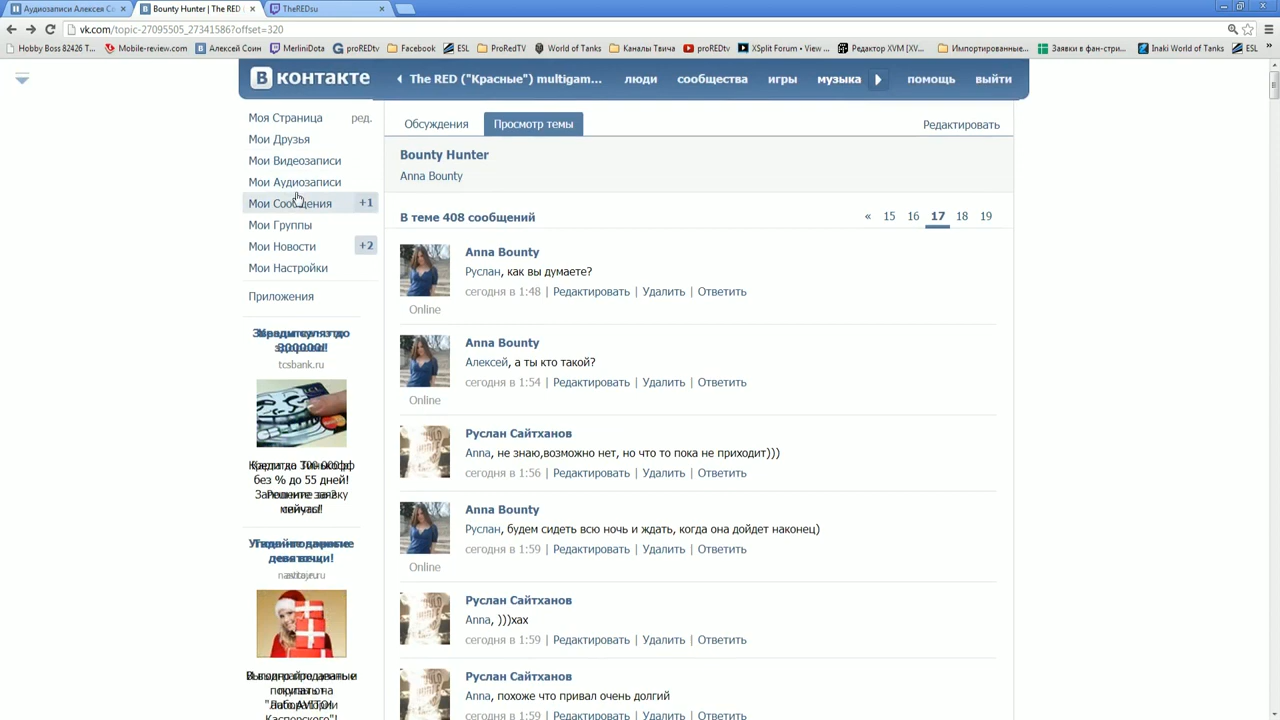 Аудиозаписи Алексея Со
Bounty Hunter | The RED (
TheREDsu
vk.com/topic-27095505_27341586?offset=320
Hobby Boss 82426 T...
Mobile-review.com
Алексей Соин
MerliniDota
proREDtv
Facebook
ESL
ProRedTV
World of Tanks
Каналы Твича
proREDtv
XSplit Forum • View ...
Редактор XVM [XV...
Импортированные...
Заявки в фан-стри...
Inaki World of Tanks
ESL
»
В контакте
The RED ("Красные") multigam...
люди
сообщества
игры
музыка
помощь
выйти
Моя Страница
ред.
Мои Друзья
Мои Видеозаписи
Мои Аудиозаписи
Мои Сообщения
+1
Мои Группы
Мои Новости
+2
Мои Настройки
Приложения
tcsbank.ru
без % до 55 дней!
Обсуждения
Просмотр темы
Редактировать
Bounty Hunter
Anna Bounty
В теме 408 сообщений
« 15 16 17 18 19
Anna Bounty
Руслан, как вы думаете?
сегодня в 1:48 | Редактировать | Удалить | Ответить
Online
Anna Bounty
Алексей, а ты кто такой?
сегодня в 1:54 | Редактировать | Удалить | Ответить
Online
Руслан Сайтханов
Anna, не знаю,возможно нет, но что то пока не приходит)))
сегодня в 1:56 | Редактировать | Удалить | Ответить
Anna Bounty
Руслан, будем сидеть всю ночь и ждать, когда она дойдет наконец)
сегодня в 1:59 | Редактировать | Удалить | Ответить
Online
Руслан Сайтханов
Anna, )))хах
сегодня в 1:59 | Редактировать | Удалить | Ответить
Руслан Сайтханов
Anna, похоже что привал очень долгий
сегодня в 1:59 | Редактировать | Удалить | Ответить